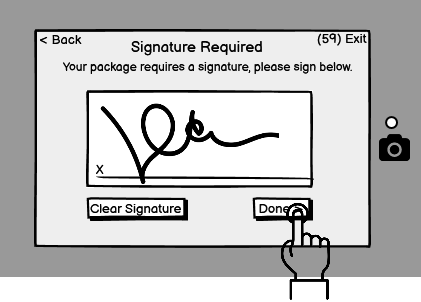 < Back
(59) Exit
Signature Required
Your package requires a signature, please sign below.
X
Clear Signature
Done